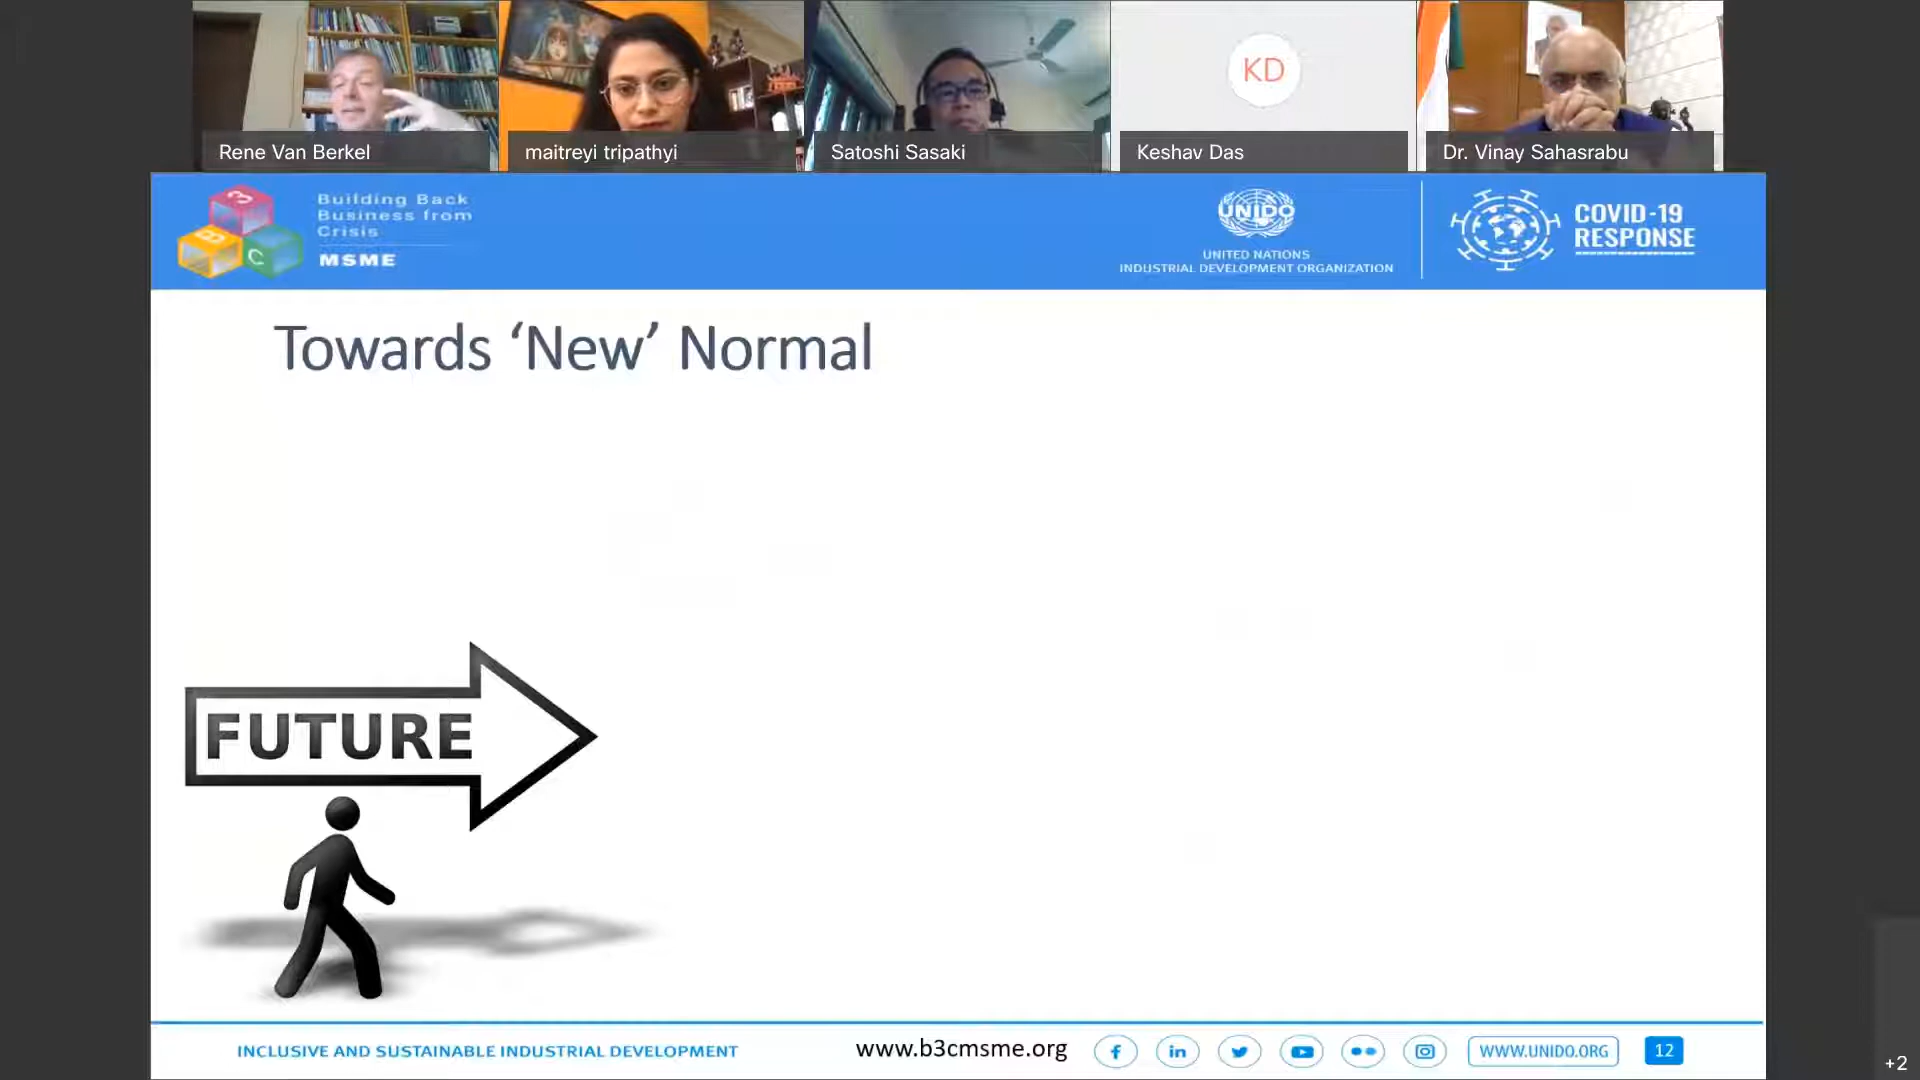 KD
Rene Van Berkel
maitreyi tripathyi
Satoshi Sasaki
Keshav Das
Dr. Vinay Sahasrabu
3
B
C
Building Back
Business from
Crisis
MSME
UNIDO
UNITED NATIONS
INDUSTRIAL DEVELOPMENT ORGANIZATION
COVID-19
RESPONSE
Towards ‘New’ Normal
FUTURE
INCLUSIVE AND SUSTAINABLE INDUSTRIAL DEVELOPMENT
www.b3cmsme.org
f
in
WWW.UNIDO.ORG
12
+2